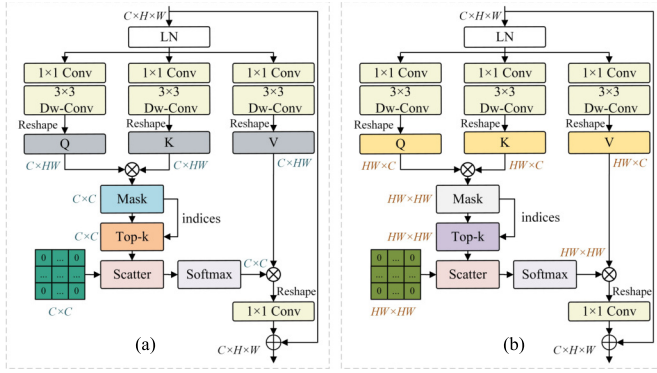 C×H×W
LN
1×1 Conv 1×1 Conv 1×1 Conv
3×3 3×3 3×3
Dw-Conv Dw-Conv Dw-Conv
Reshape Reshape Reshape
Q K V
C×HW C×HW C×HW
C×C Mask
indices
C×C Top-k
C×C
0 ... 0
... ... ...
0 ... 0
Scatter Softmax
C×C
Reshape
1×1 Conv
(a)
C×H×W
C×H×W
LN
1×1 Conv 1×1 Conv 1×1 Conv
3×3 3×3 3×3
Dw-Conv Dw-Conv Dw-Conv
Reshape Reshape Reshape
Q K V
HW×C HW×C HW×C
HW×HW Mask
indices
HW×HW Top-k
HW×HW
0 ... 0
... ... ...
0 ... 0
Scatter Softmax
HW×HW
Reshape
1×1 Conv
(b)
C×H×W